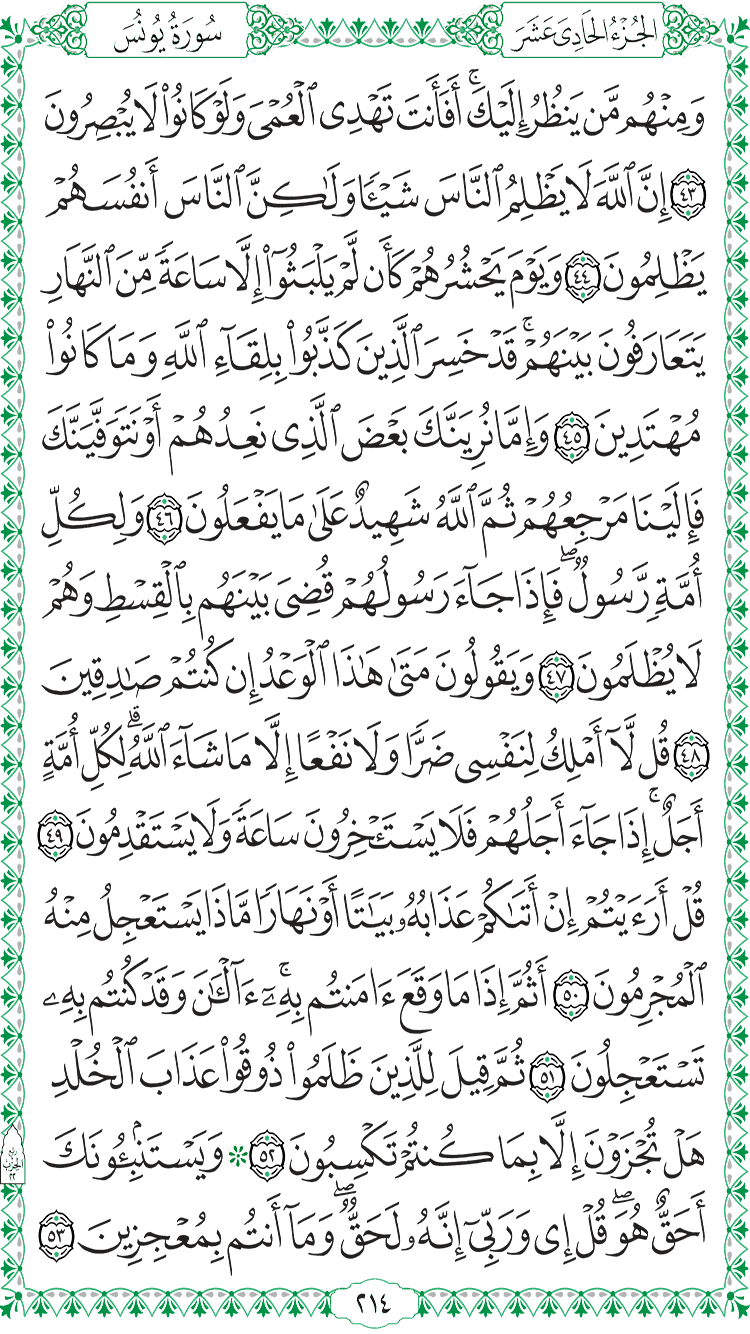 سُورَةُ يُونُسَ
الجُزْءُ الحَادِى عَشَرَ
وَمِنْهُم مَّن يَنظُرُ إِلَيْكَۚ أَفَأَنتَ تَهْدِى ٱلْعُمْىَ وَلَوْ كَانُوا۟ لَا يُبْصِرُونَ
٤٣ إِنَّ ٱللَّهَ لَا يَظْلِمُ ٱلنَّاسَ شَيْـًٔا وَلَٰكِنَّ ٱلنَّاسَ أَنفُسَهُمْ
يَظْلِمُونَ ٤٤ وَيَوْمَ يَحْشُرُهُمْ كَأَن لَّمْ يَلْبَثُوٓا۟ إِلَّا سَاعَةً مِّنَ ٱلنَّهَارِ
يَتَعَارَفُونَ بَيْنَهُمْۚ قَدْ خَسِرَ ٱلَّذِينَ كَذَّبُوا۟ بِلِقَآءِ ٱللَّهِ وَمَا كَانُوا۟
مُهْتَدِينَ ٤٥ وَإِمَّا نُرِيَنَّكَ بَعْضَ ٱلَّذِى نَعِدُهُمْ أَوْ نَتَوَفَّيَنَّكَ
فَإِلَيْنَا مَرْجِعُهُمْ ثُمَّ ٱللَّهُ شَهِيدٌ عَلَىٰ مَا يَفْعَلُونَ ٤٦ وَلِكُلِّ
أُمَّةٍ رَّسُولٌۖ فَإِذَا جَآءَ رَسُولُهُمْ قُضِىَ بَيْنَهُم بِٱلْقِسْطِ وَهُمْ
لَا يُظْلَمُونَ ٤٧ وَيَقُولُونَ مَتَىٰ هَٰذَا ٱلْوَعْدُ إِن كُنتُمْ صَٰدِقِينَ
٤٨ قُل لَّآ أَمْلِكُ لِنَفْسِى ضَرًّا وَلَا نَفْعًا إِلَّا مَا شَآءَ ٱللَّهُۗ لِكُلِّ أُمَّةٍ
أَجَلٌۚ إِذَا جَآءَ أَجَلُهُمْ فَلَا يَسْتَـْٔخِرُونَ سَاعَةً وَلَا يَسْتَقْدِمُونَ ٤٩
قُلْ أَرَءَيْتُمْ إِنْ أَتَىٰكُمْ عَذَابُهُۥ بَيَٰتًا أَوْ نَهَارًا مَّاذَا يَسْتَعْجِلُ مِنْهُ
ٱلْمُجْرِمُونَ ٥٠ أَثُمَّ إِذَا مَا وَقَعَ ءَامَنتُم بِهِۦٓۚ ءَآلْـَٰٔنَ وَقَدْ كُنتُم بِهِۦ
تَسْتَعْجِلُونَ ٥١ ثُمَّ قِيلَ لِلَّذِينَ ظَلَمُوا۟ ذُوقُوا۟ عَذَابَ ٱلْخُلْدِ
هَلْ تُجْزَوْنَ إِلَّا بِمَا كُنتُمْ تَكْسِبُونَ ٥٢ ۞ وَيَسْتَنۢبِـُٔونَكَ
أَحَقٌّ هُوَۖ قُلْ إِى وَرَبِّىٓ إِنَّهُۥ لَحَقٌّۖ وَمَآ أَنتُم بِمُعْجِزِينَ ٥٣
٢١٤